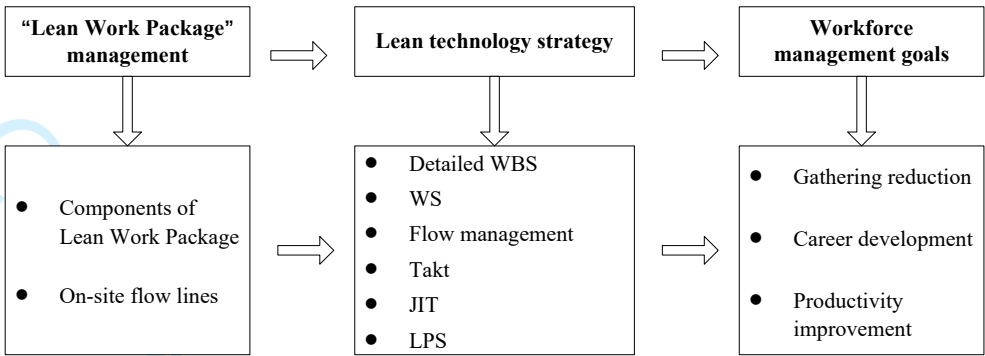 “Lean Work Package”
management
Lean technology strategy
Workforce
management goals
● Components of
Lean Work Package
● On-site flow lines
● Detailed WBS
● WS
● Flow management
● Takt
● JIT
● LPS
● Gathering reduction
● Career development
● Productivity
improvement